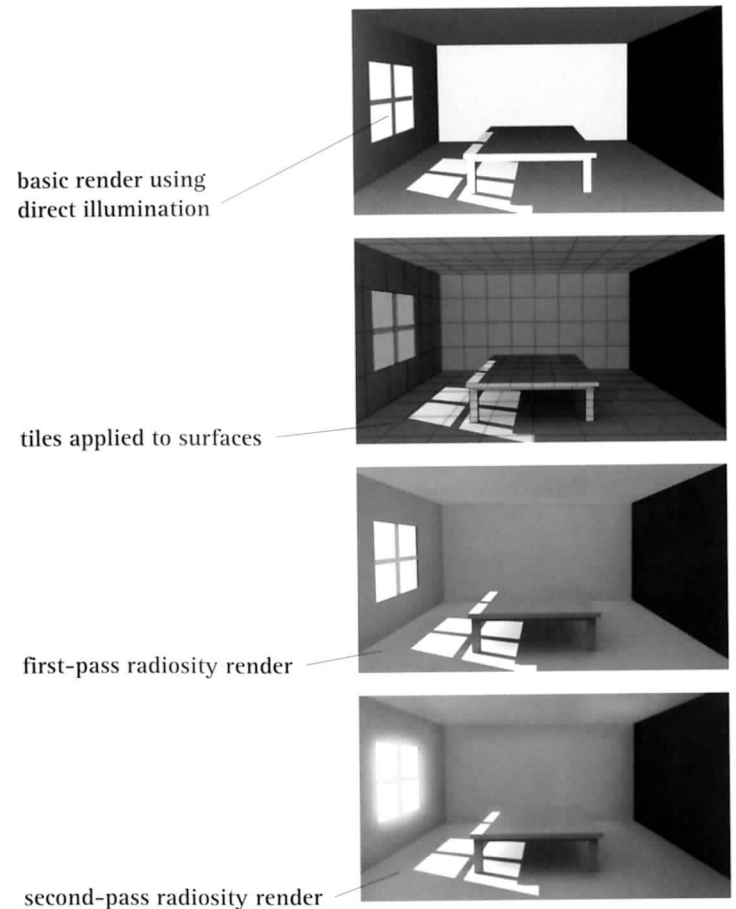 basic render using
direct illumination
tiles applied to surfaces
first-pass radiosity render
second-pass radiosity render